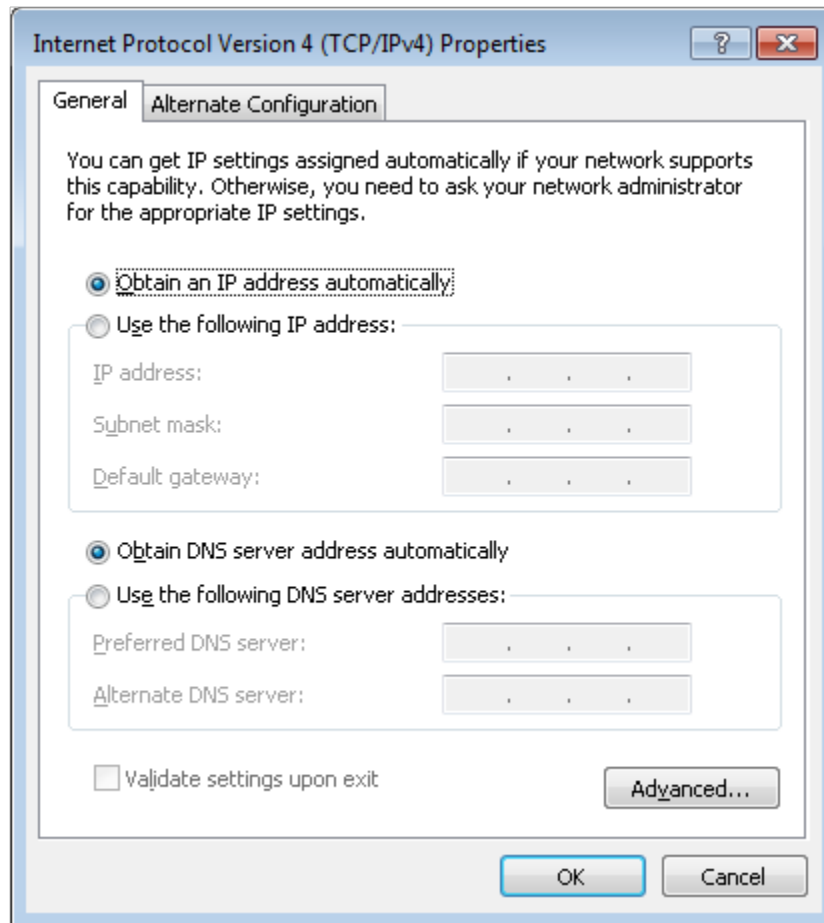 Internet Protocol Version 4 (TCP/IPv4) Properties
?
General
Alternate Configuration
You can get IP settings assigned automatically if your network supports
this capability. Otherwise, you need to ask your network administrator
for the appropriate IP settings.
Obtain an IP address automatically
Use the following IP address:
IP address:
. . .
Subnet mask:
. . .
Default gateway:
. . .
Obtain DNS server address automatically
Use the following DNS server addresses:
Preferred DNS server:
. . .
Alternate DNS server:
. . .
Validate settings upon exit
Advanced...
OK
Cancel